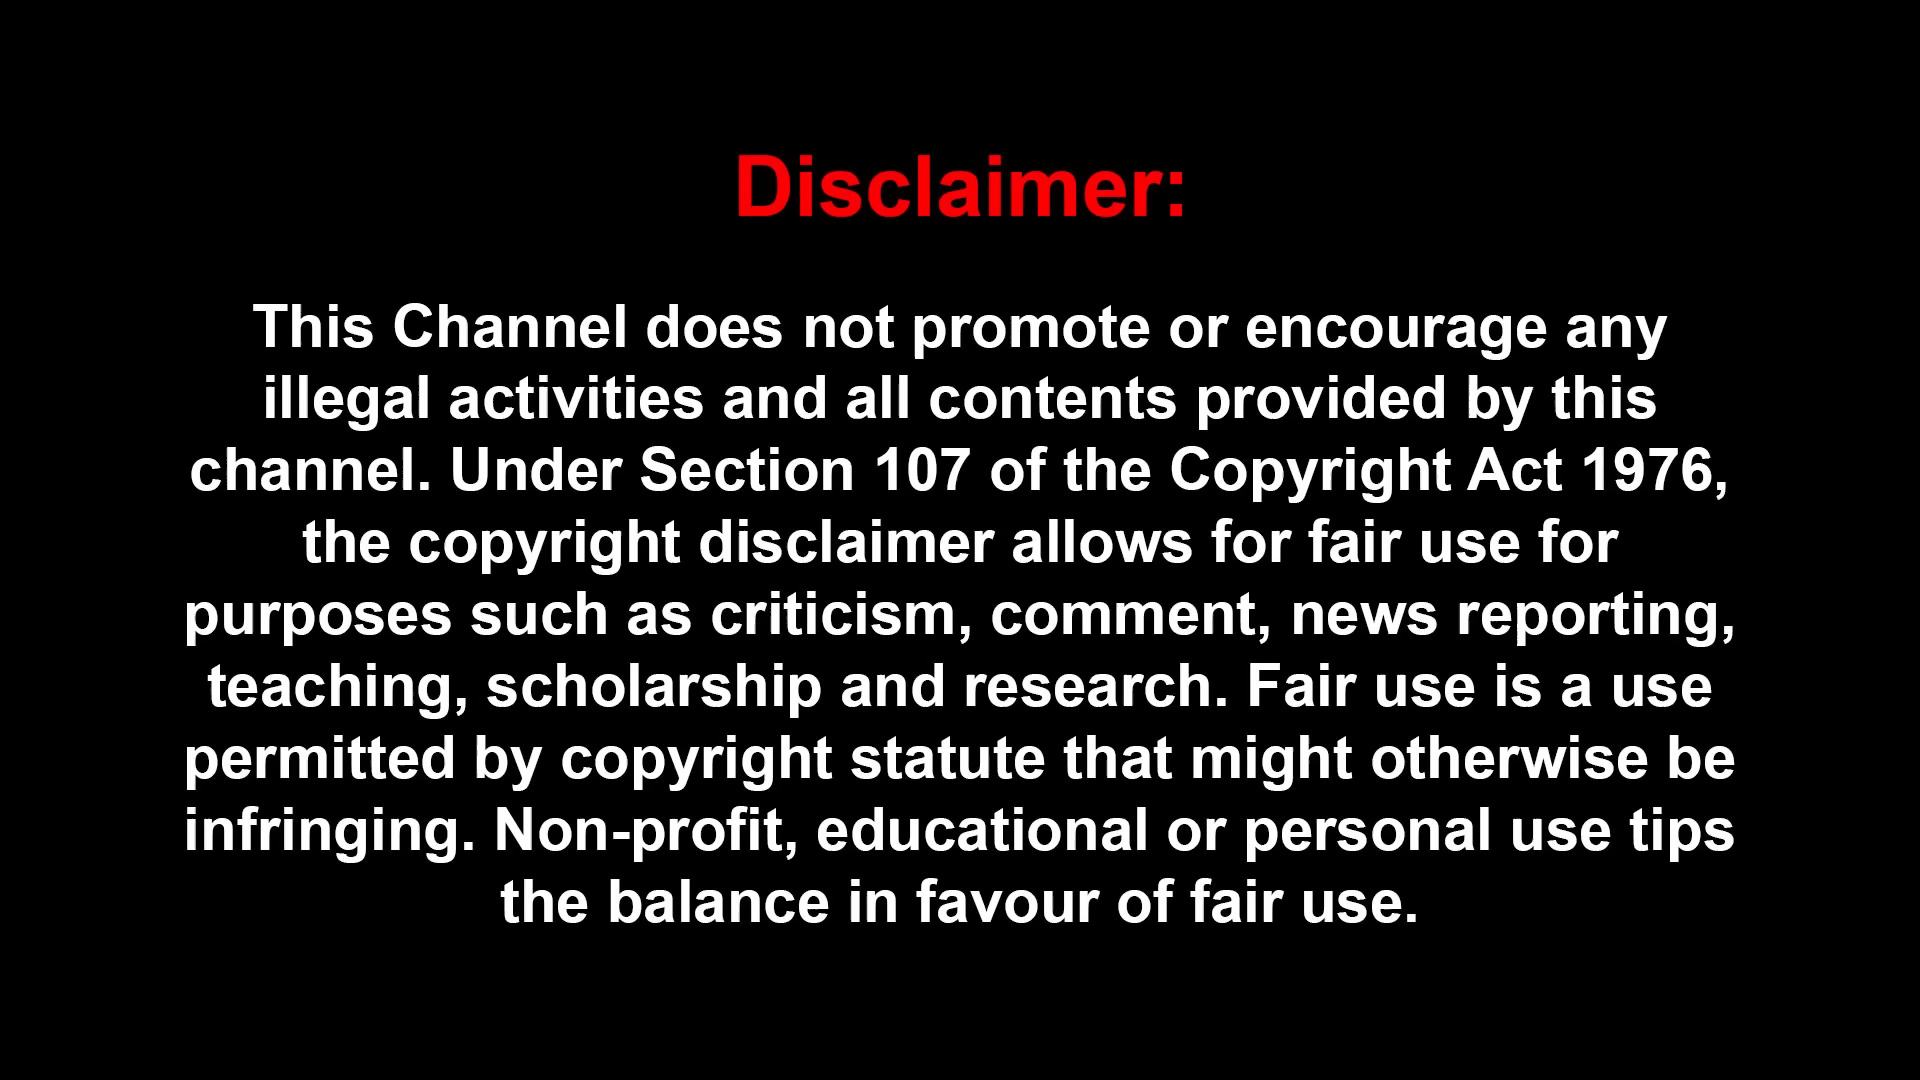 Disclaimer:
This Channel does not promote or encourage any
illegal activities and all contents provided by this
channel. Under Section 107 of the Copyright Act 1976,
the copyright disclaimer allows for fair use for
purposes such as criticism, comment, news reporting,
teaching, scholarship and research. Fair use is a use
permitted by copyright statute that might otherwise be
infringing. Non-profit, educational or personal use tips
the balance in favour of fair use.